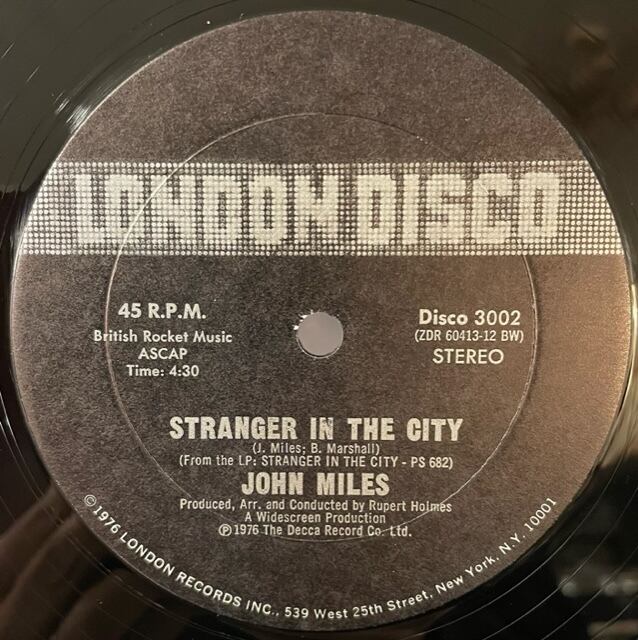 LONDON DISCO
45 R.P.M.
British Rocket Music
ASCAP
Time: 4:30
Disco 3002
(ZDR 60413-12 BW)
STEREO
STRANGER IN THE CITY
(J. Miles; B. Marshall)
(From the LP: STRANGER IN THE CITY - PS 682)
JOHN MILES
Produced, Arr. and Conducted by Rupert Holmes
A Widescreen Production
℗ 1976 The Decca Record Co. Ltd.
© 1976 LONDON RECORDS INC., 539 West 25th Street, New York, N.Y. 10001